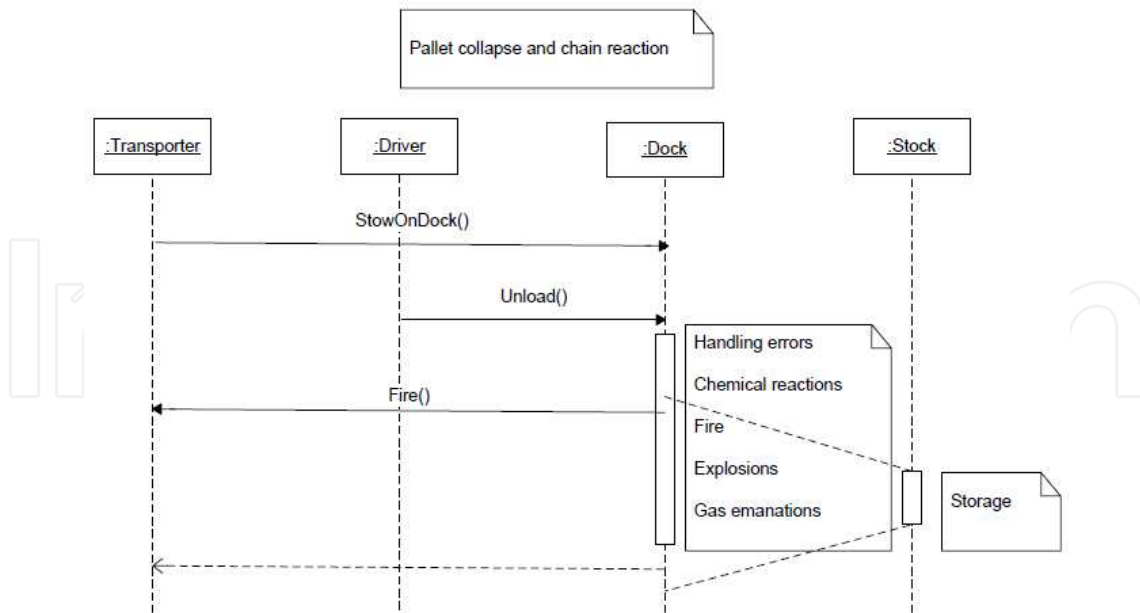 Pallet collapse and chain reaction
:Transporter
:Driver
:Dock
:Stock
StowOnDock()
Unload()
Handling errors
Chemical reactions
Fire()
Fire
Explosions
Gas emanations
Storage